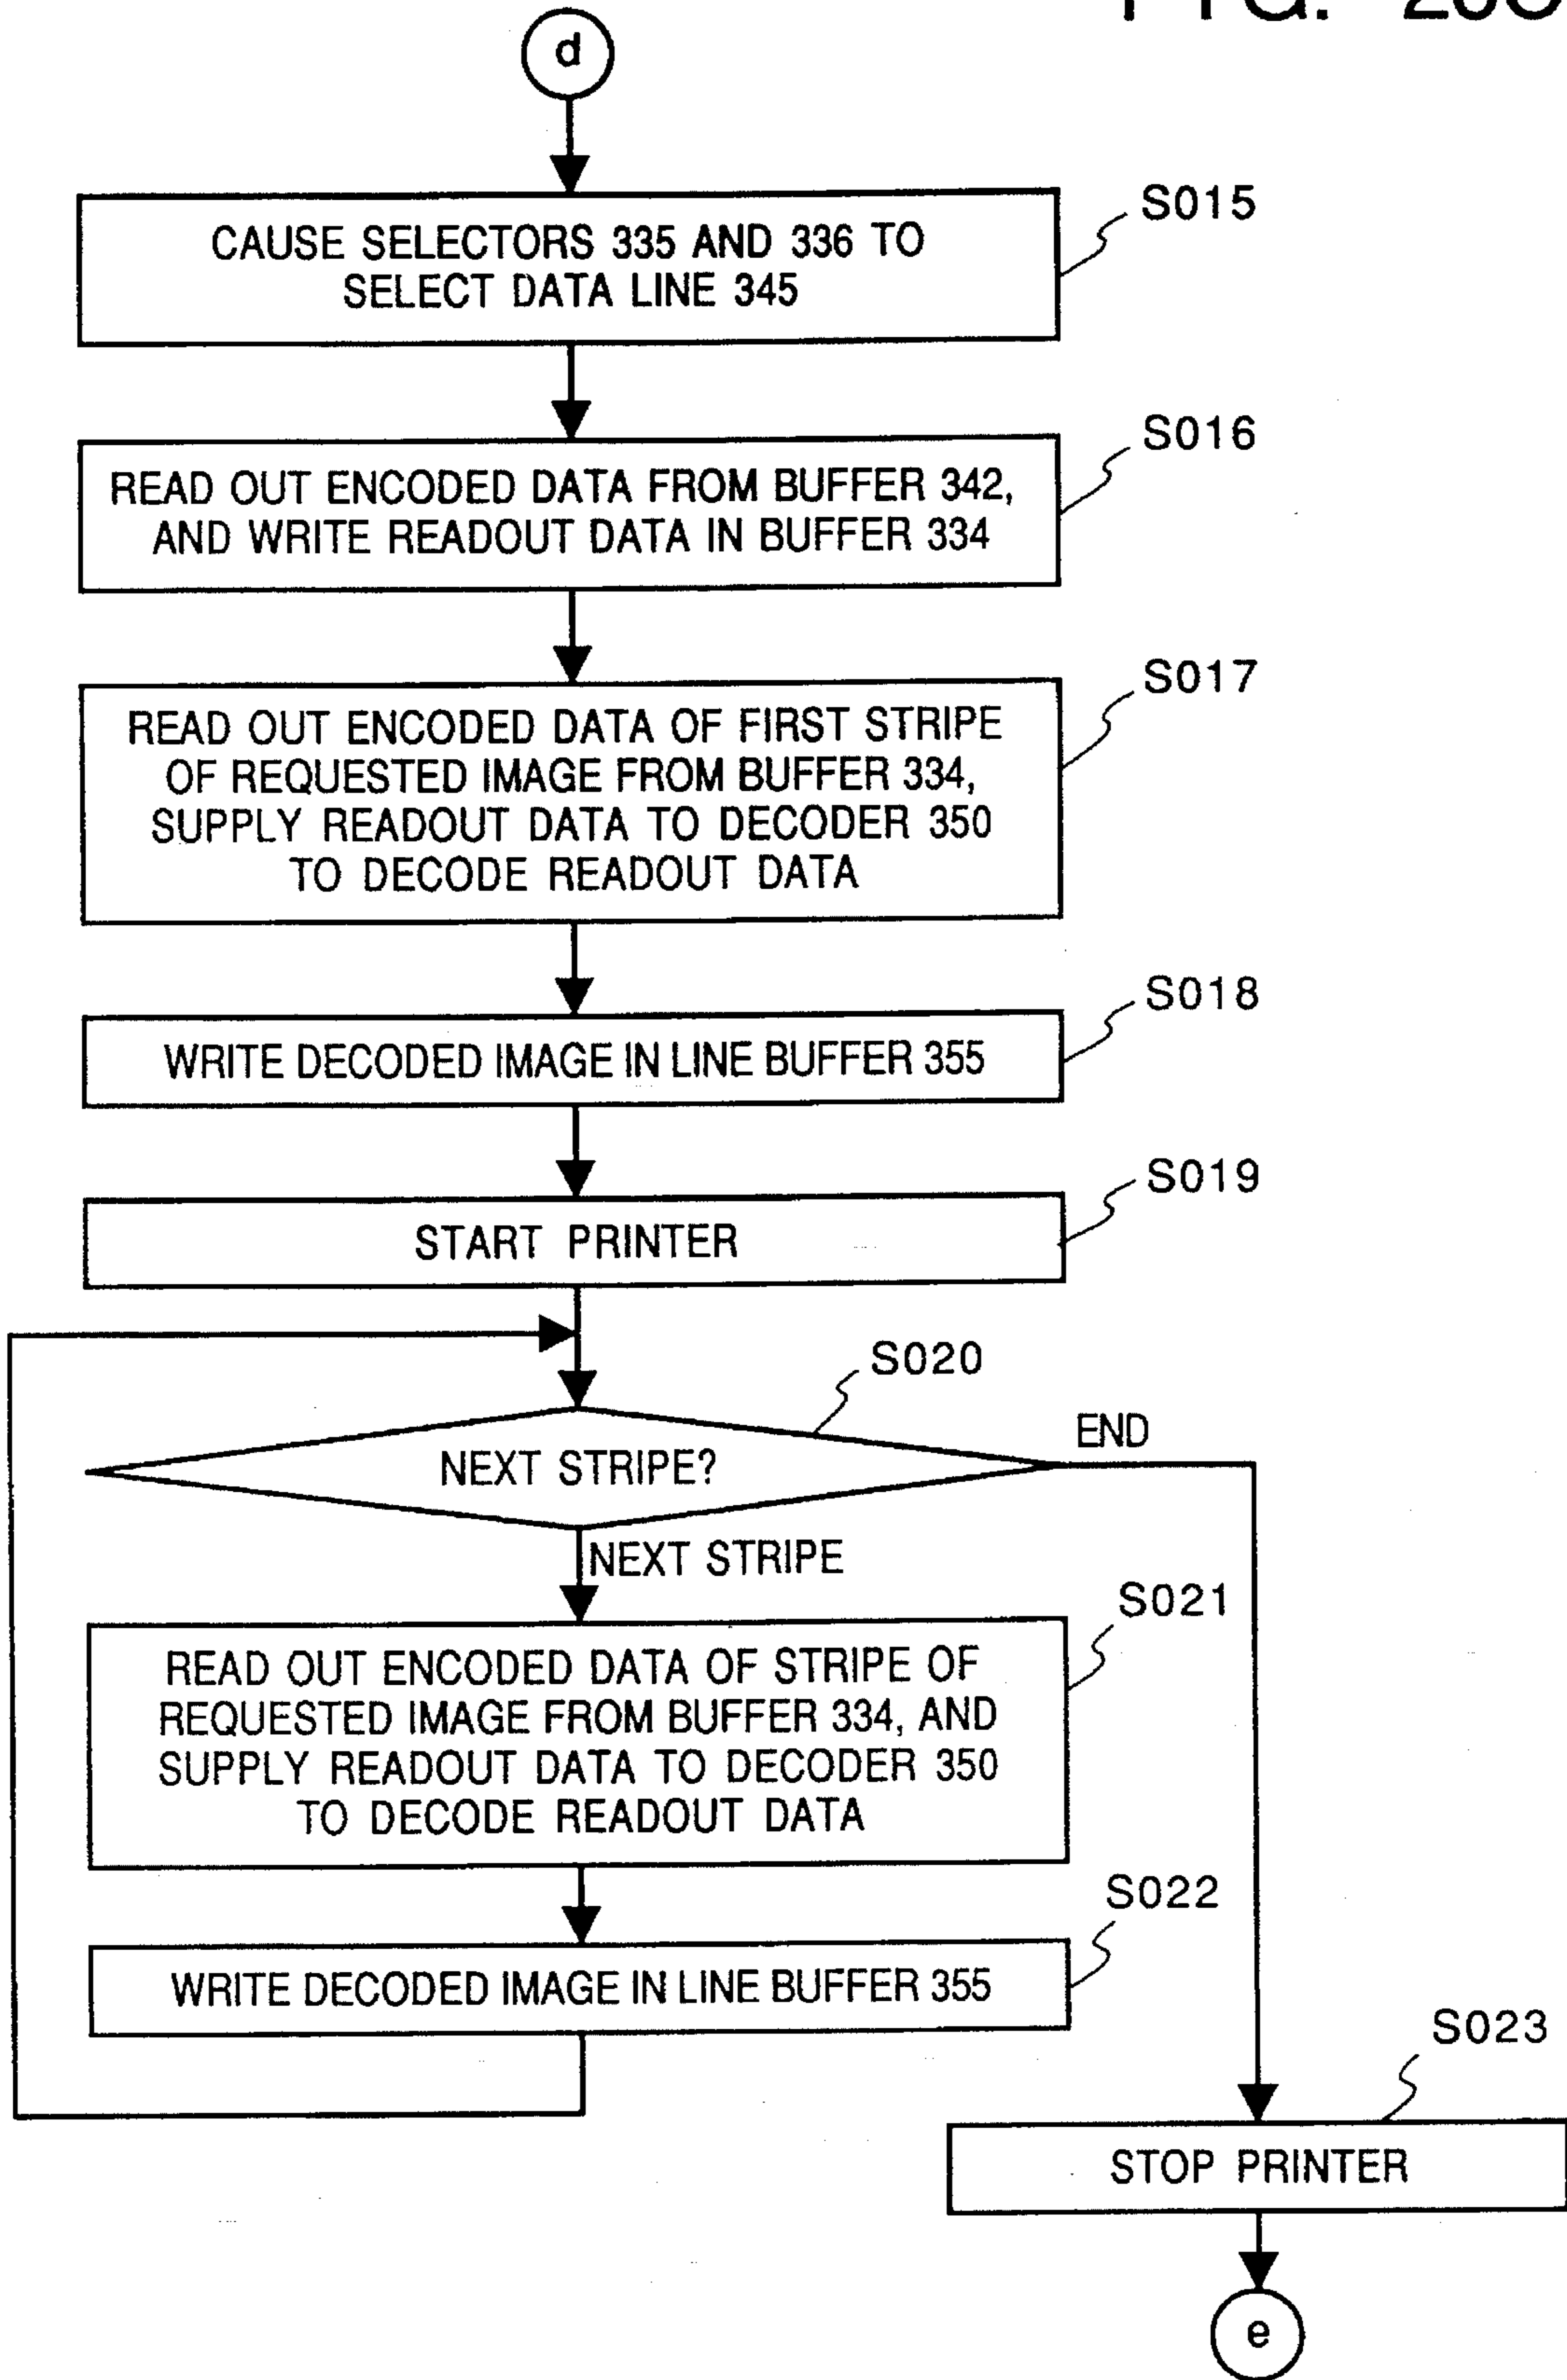 d
S015
CAUSE SELECTORS 335 AND 336 TO
SELECT DATA LINE 345
S016
READ OUT ENCODED DATA FROM BUFFER 342,
AND WRITE READOUT DATA IN BUFFER 334
S017
READ OUT ENCODED DATA OF FIRST STRIPE
OF REQUESTED IMAGE FROM BUFFER 334,
SUPPLY READOUT DATA TO DECODER 350
TO DECODE READOUT DATA
S018
WRITE DECODED IMAGE IN LINE BUFFER 355
S019
START PRINTER
S020
NEXT STRIPE?
END
NEXT STRIPE
S021
READ OUT ENCODED DATA OF STRIPE OF
REQUESTED IMAGE FROM BUFFER 334, AND
SUPPLY READOUT DATA TO DECODER 350
TO DECODE READOUT DATA
S022
WRITE DECODED IMAGE IN LINE BUFFER 355
S023
STOP PRINTER
e